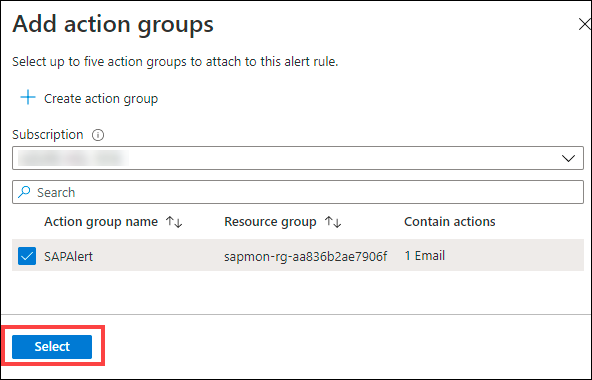 Add action groups
Select up to five action groups to attach to this alert rule.
Create action group
Subscription
Search
Action group name Resource group Contain actions
SAPAlert sapmon-rg-aa836b2ae7906f 1 Email
Select